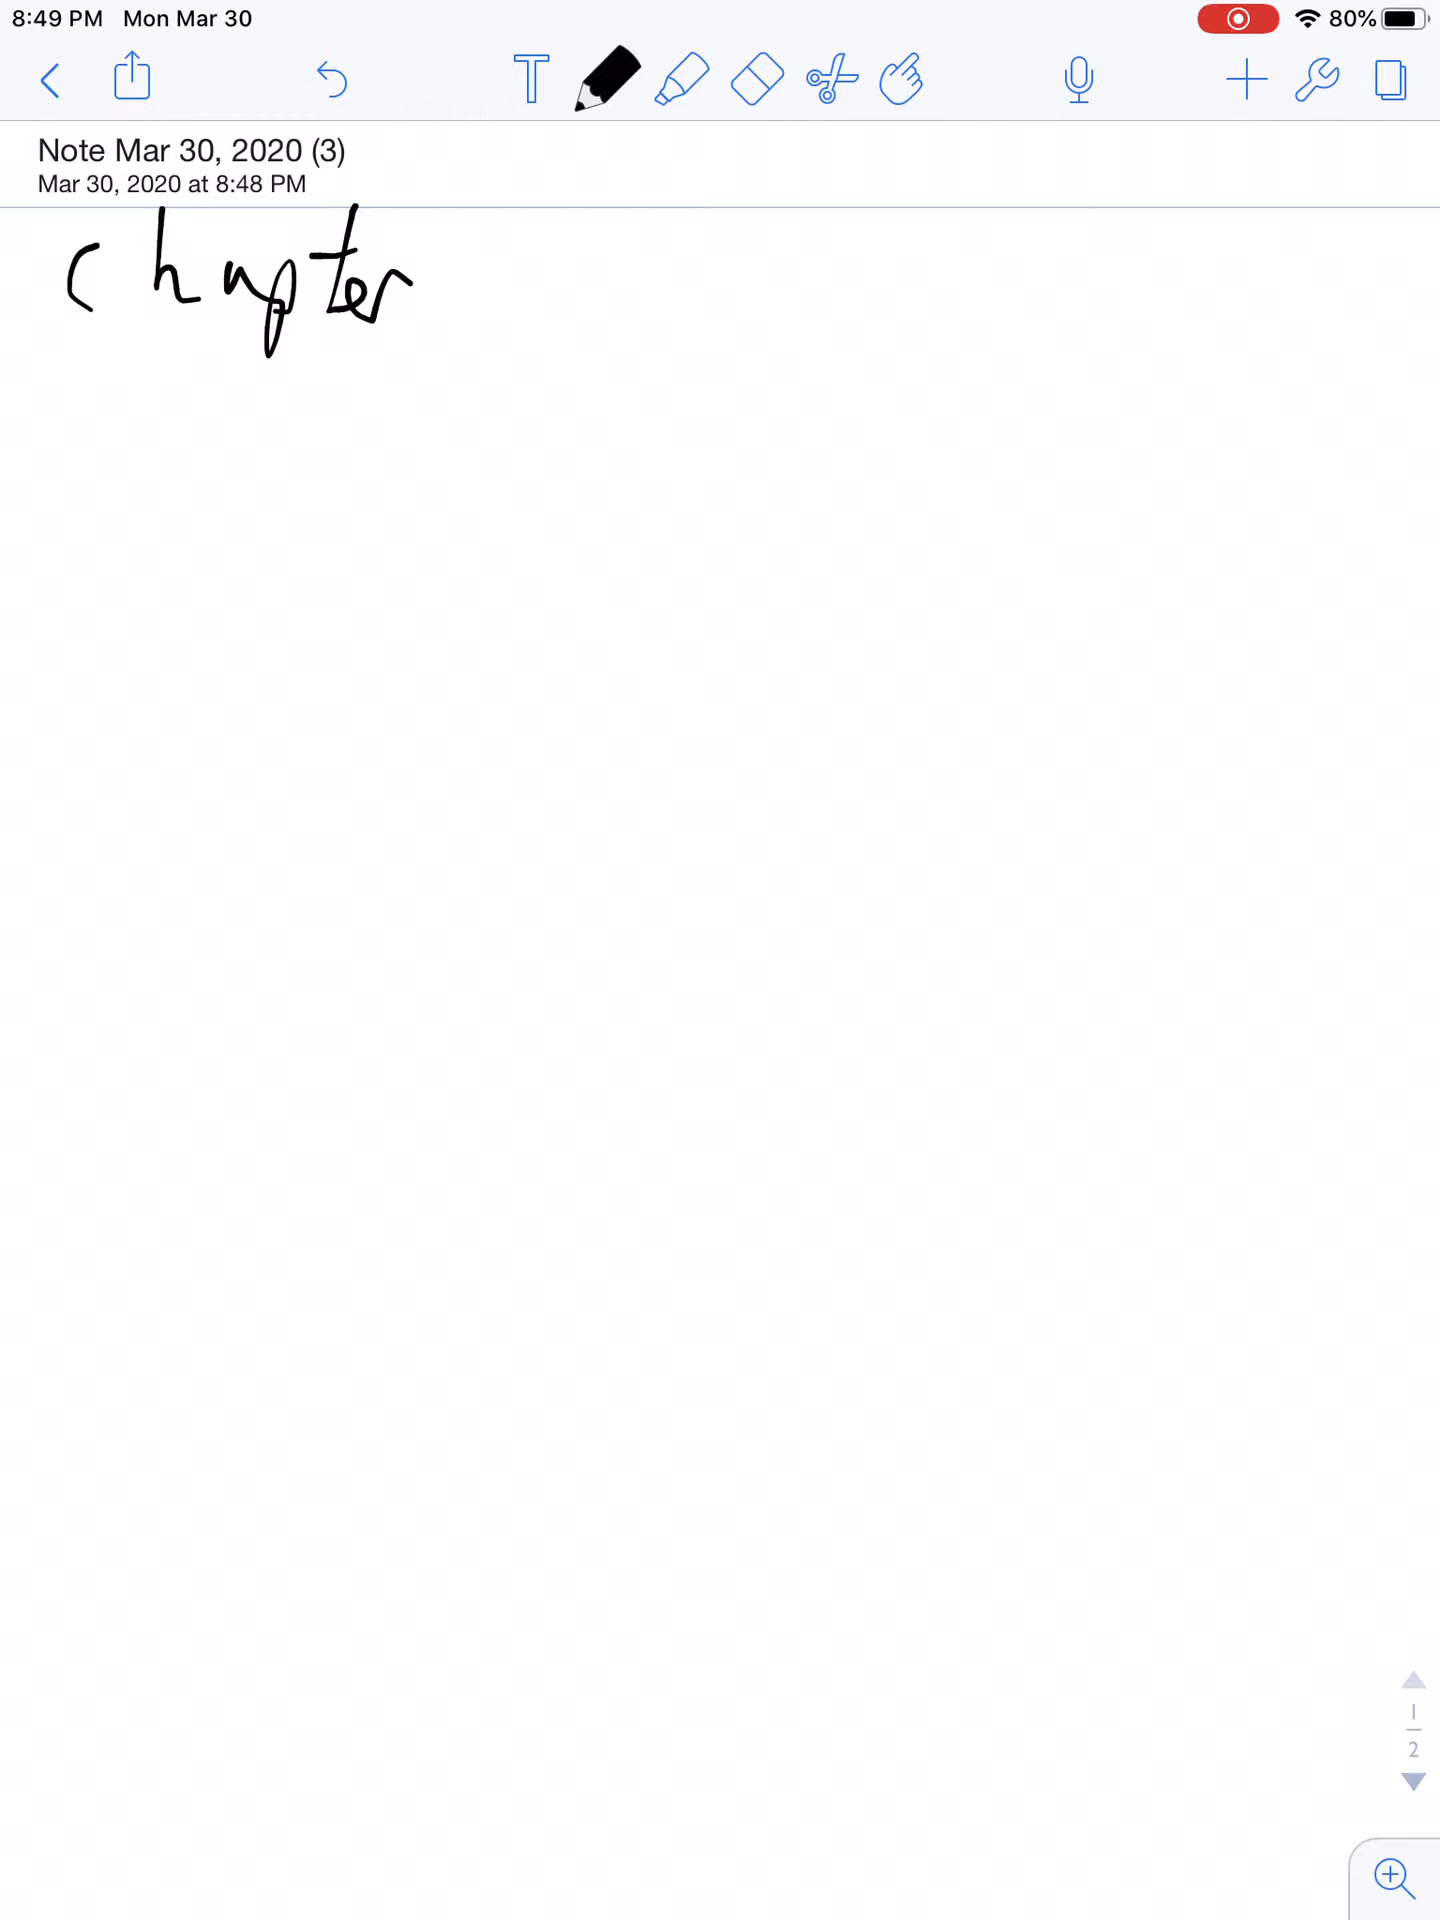 8:49 PM Mon Mar 30 80%
T
Note Mar 30, 2020 (3)
Mar 30, 2020 at 8:48 PM
Chapter
1
2